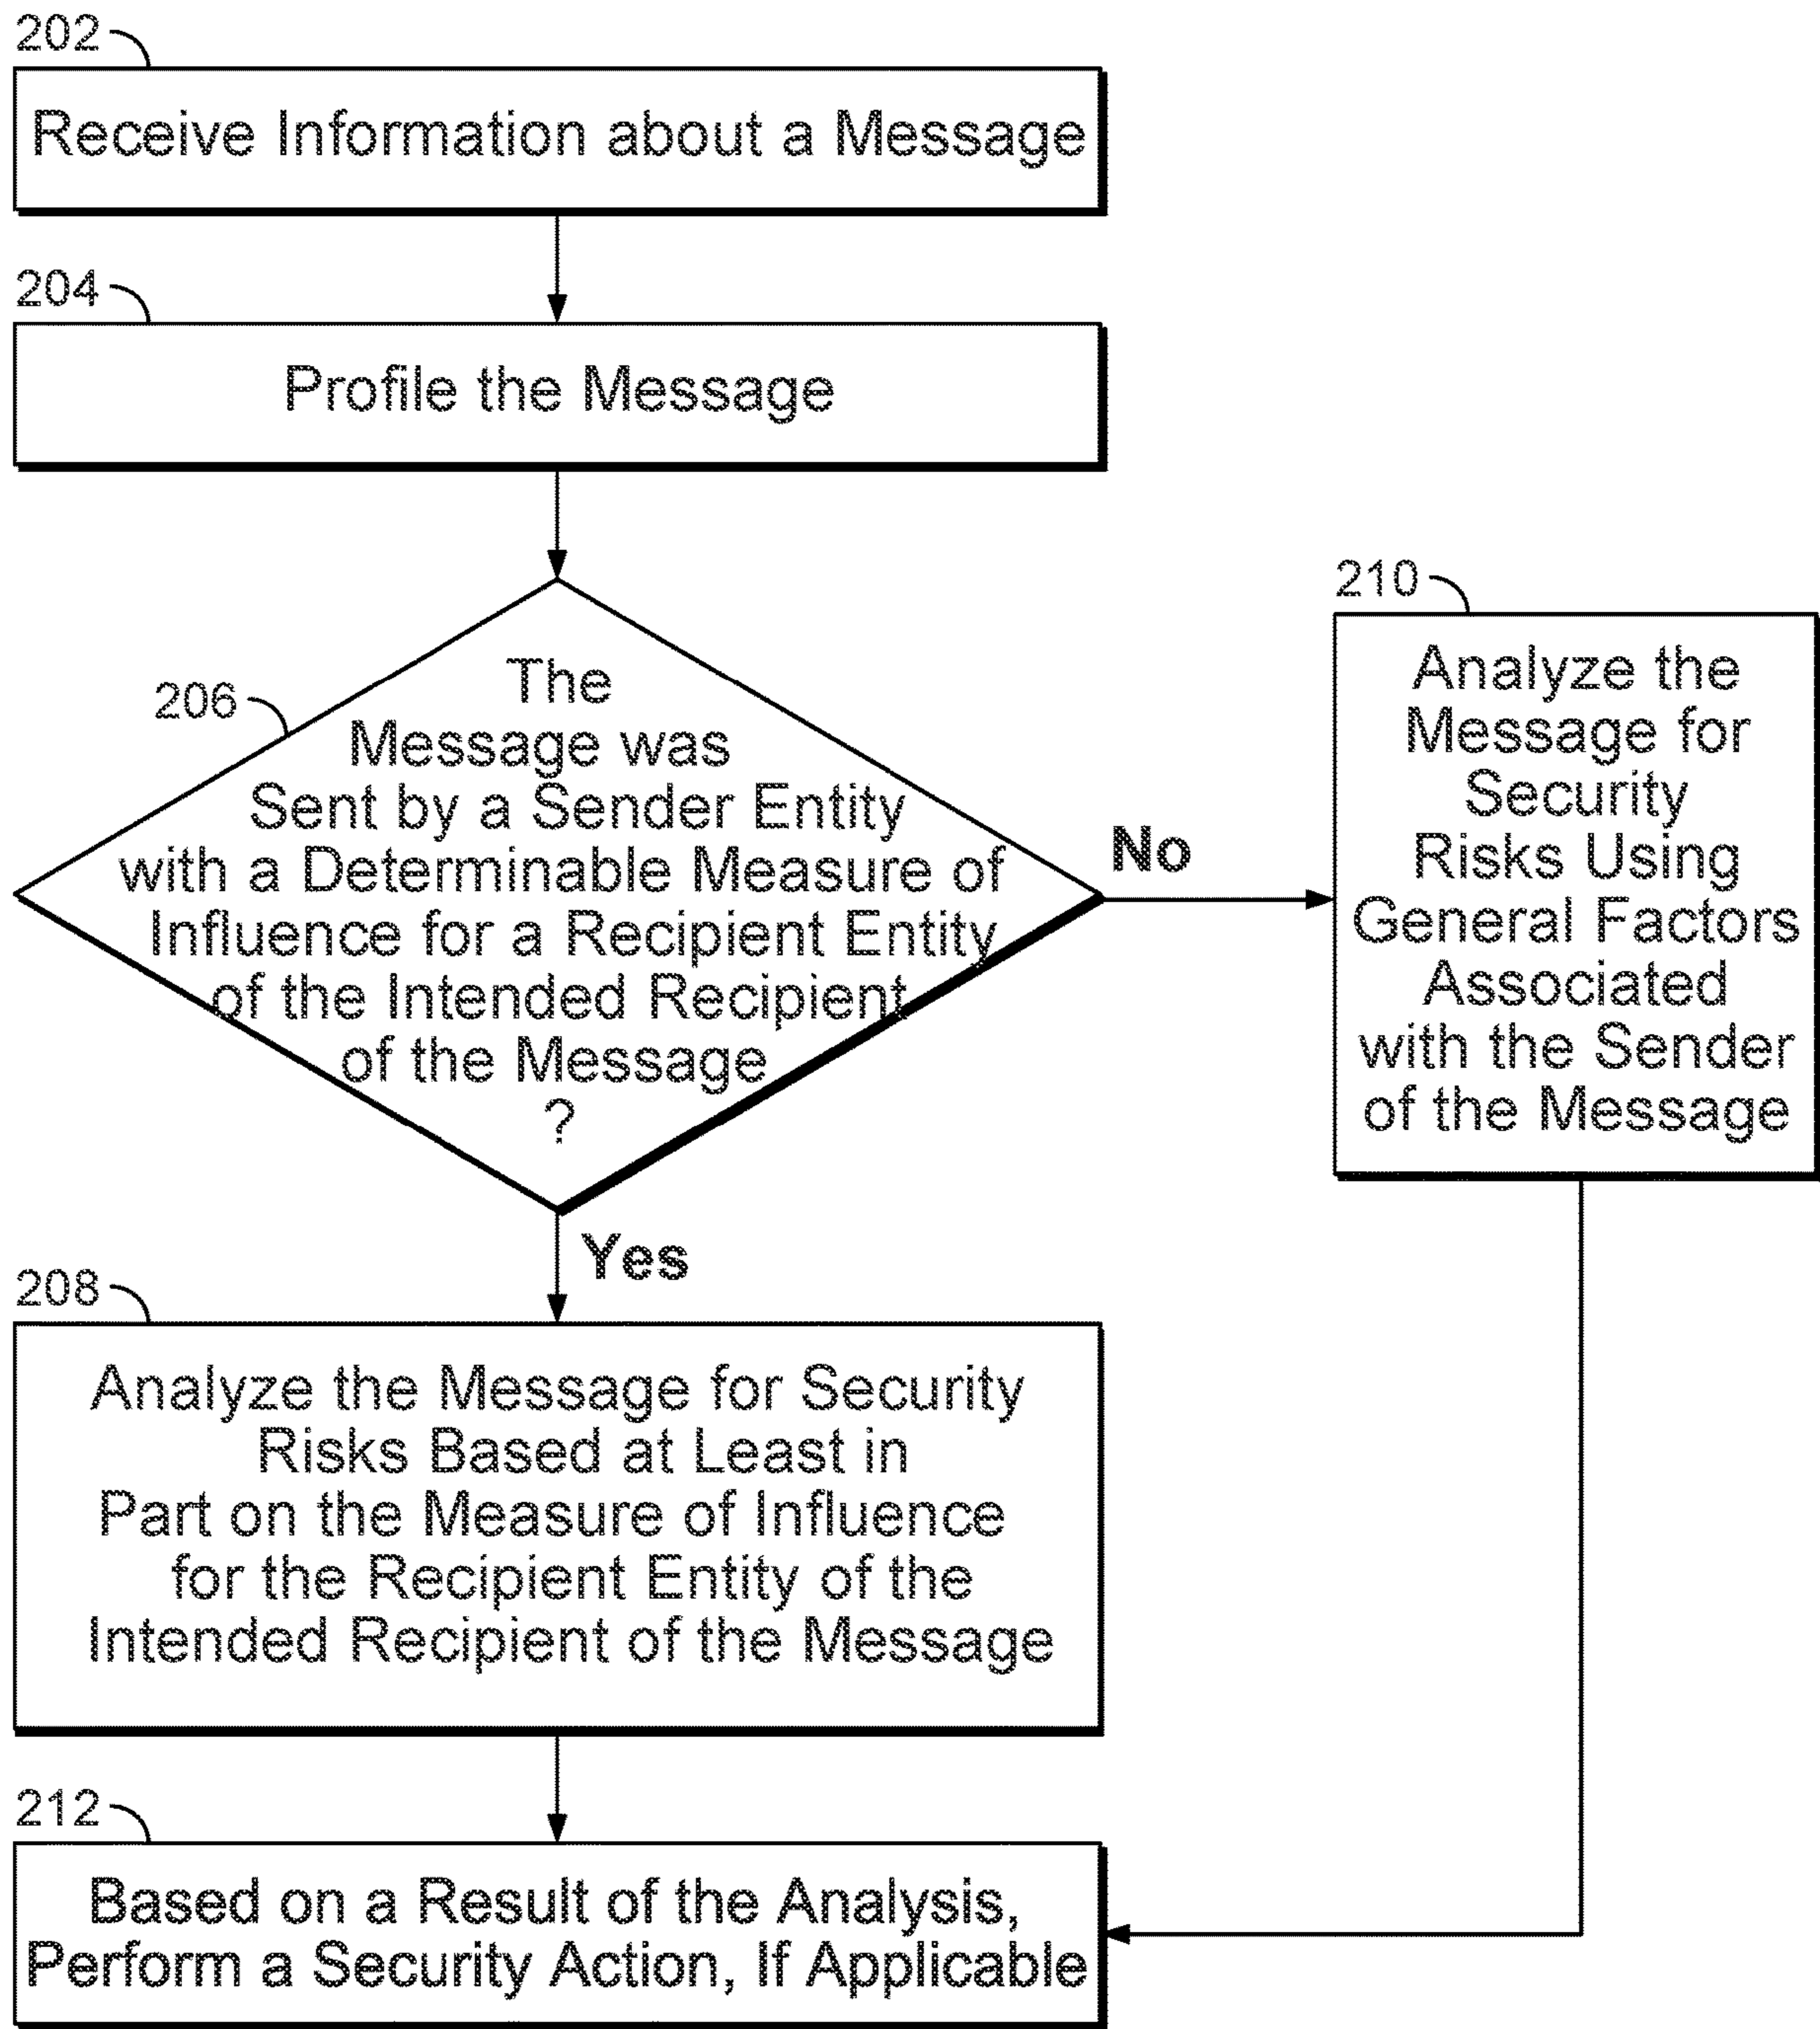 202
Receive Information about a Message
204
Profile the Message
206
The
Message was
Sent by a Sender Entity
with a Determinable Measure of
Influence for a Recipient Entity
of the Intended Recipient
of the Message
?
No
210
Analyze the
Message for
Security
Risks Using
General Factors
Associated
with the Sender
of the Message
Yes
208
Analyze the Message for Security
Risks Based at Least in
Part on the Measure of Influence
for the Recipient Entity of the
Intended Recipient of the Message
212
Based on a Result of the Analysis,
Perform a Security Action, If Applicable